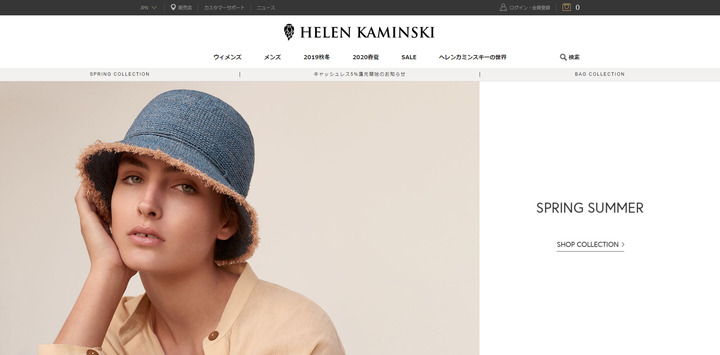 JPN 販売店 カスタマーサポート ニュース ログイン・会員登録 0
HELEN KAMINSKI
ウィメンズ メンズ 2019秋冬 2020春夏 SALE ヘレンカミンスキーの世界 検索
SPRING COLLECTION | キャッシュレス5%還元開始のお知らせ | BAG COLLECTION
SPRING SUMMER
SHOP COLLECTION >